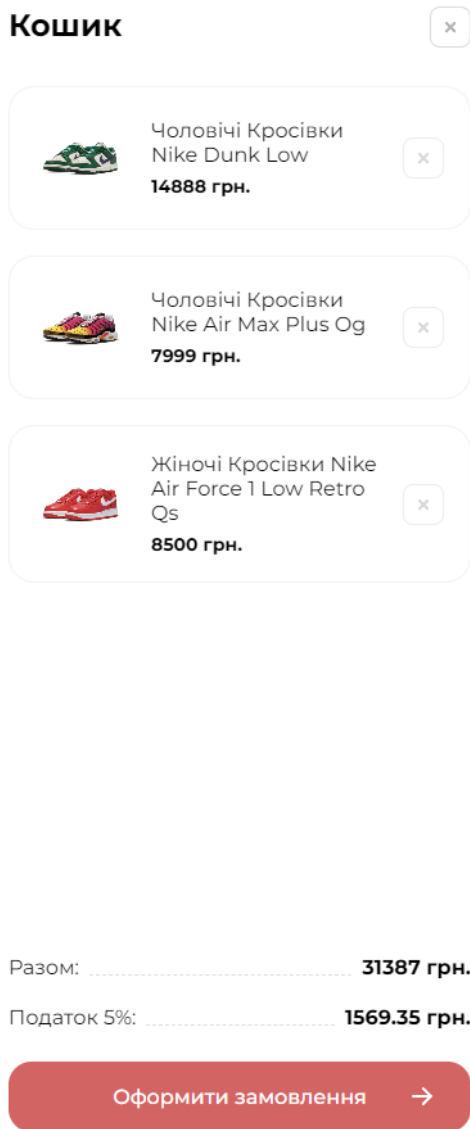 Кошик
Чоловічі Кросівки
Nike Dunk Low
14888 грн.
Чоловічі Кросівки
Nike Air Max Plus Og
7999 грн.
Жіночі Кросівки Nike
Air Force 1 Low Retro
Qs
8500 грн.
Разом: 31387 грн.
Податок 5%: 1569.35 грн.
Оформити замовлення →